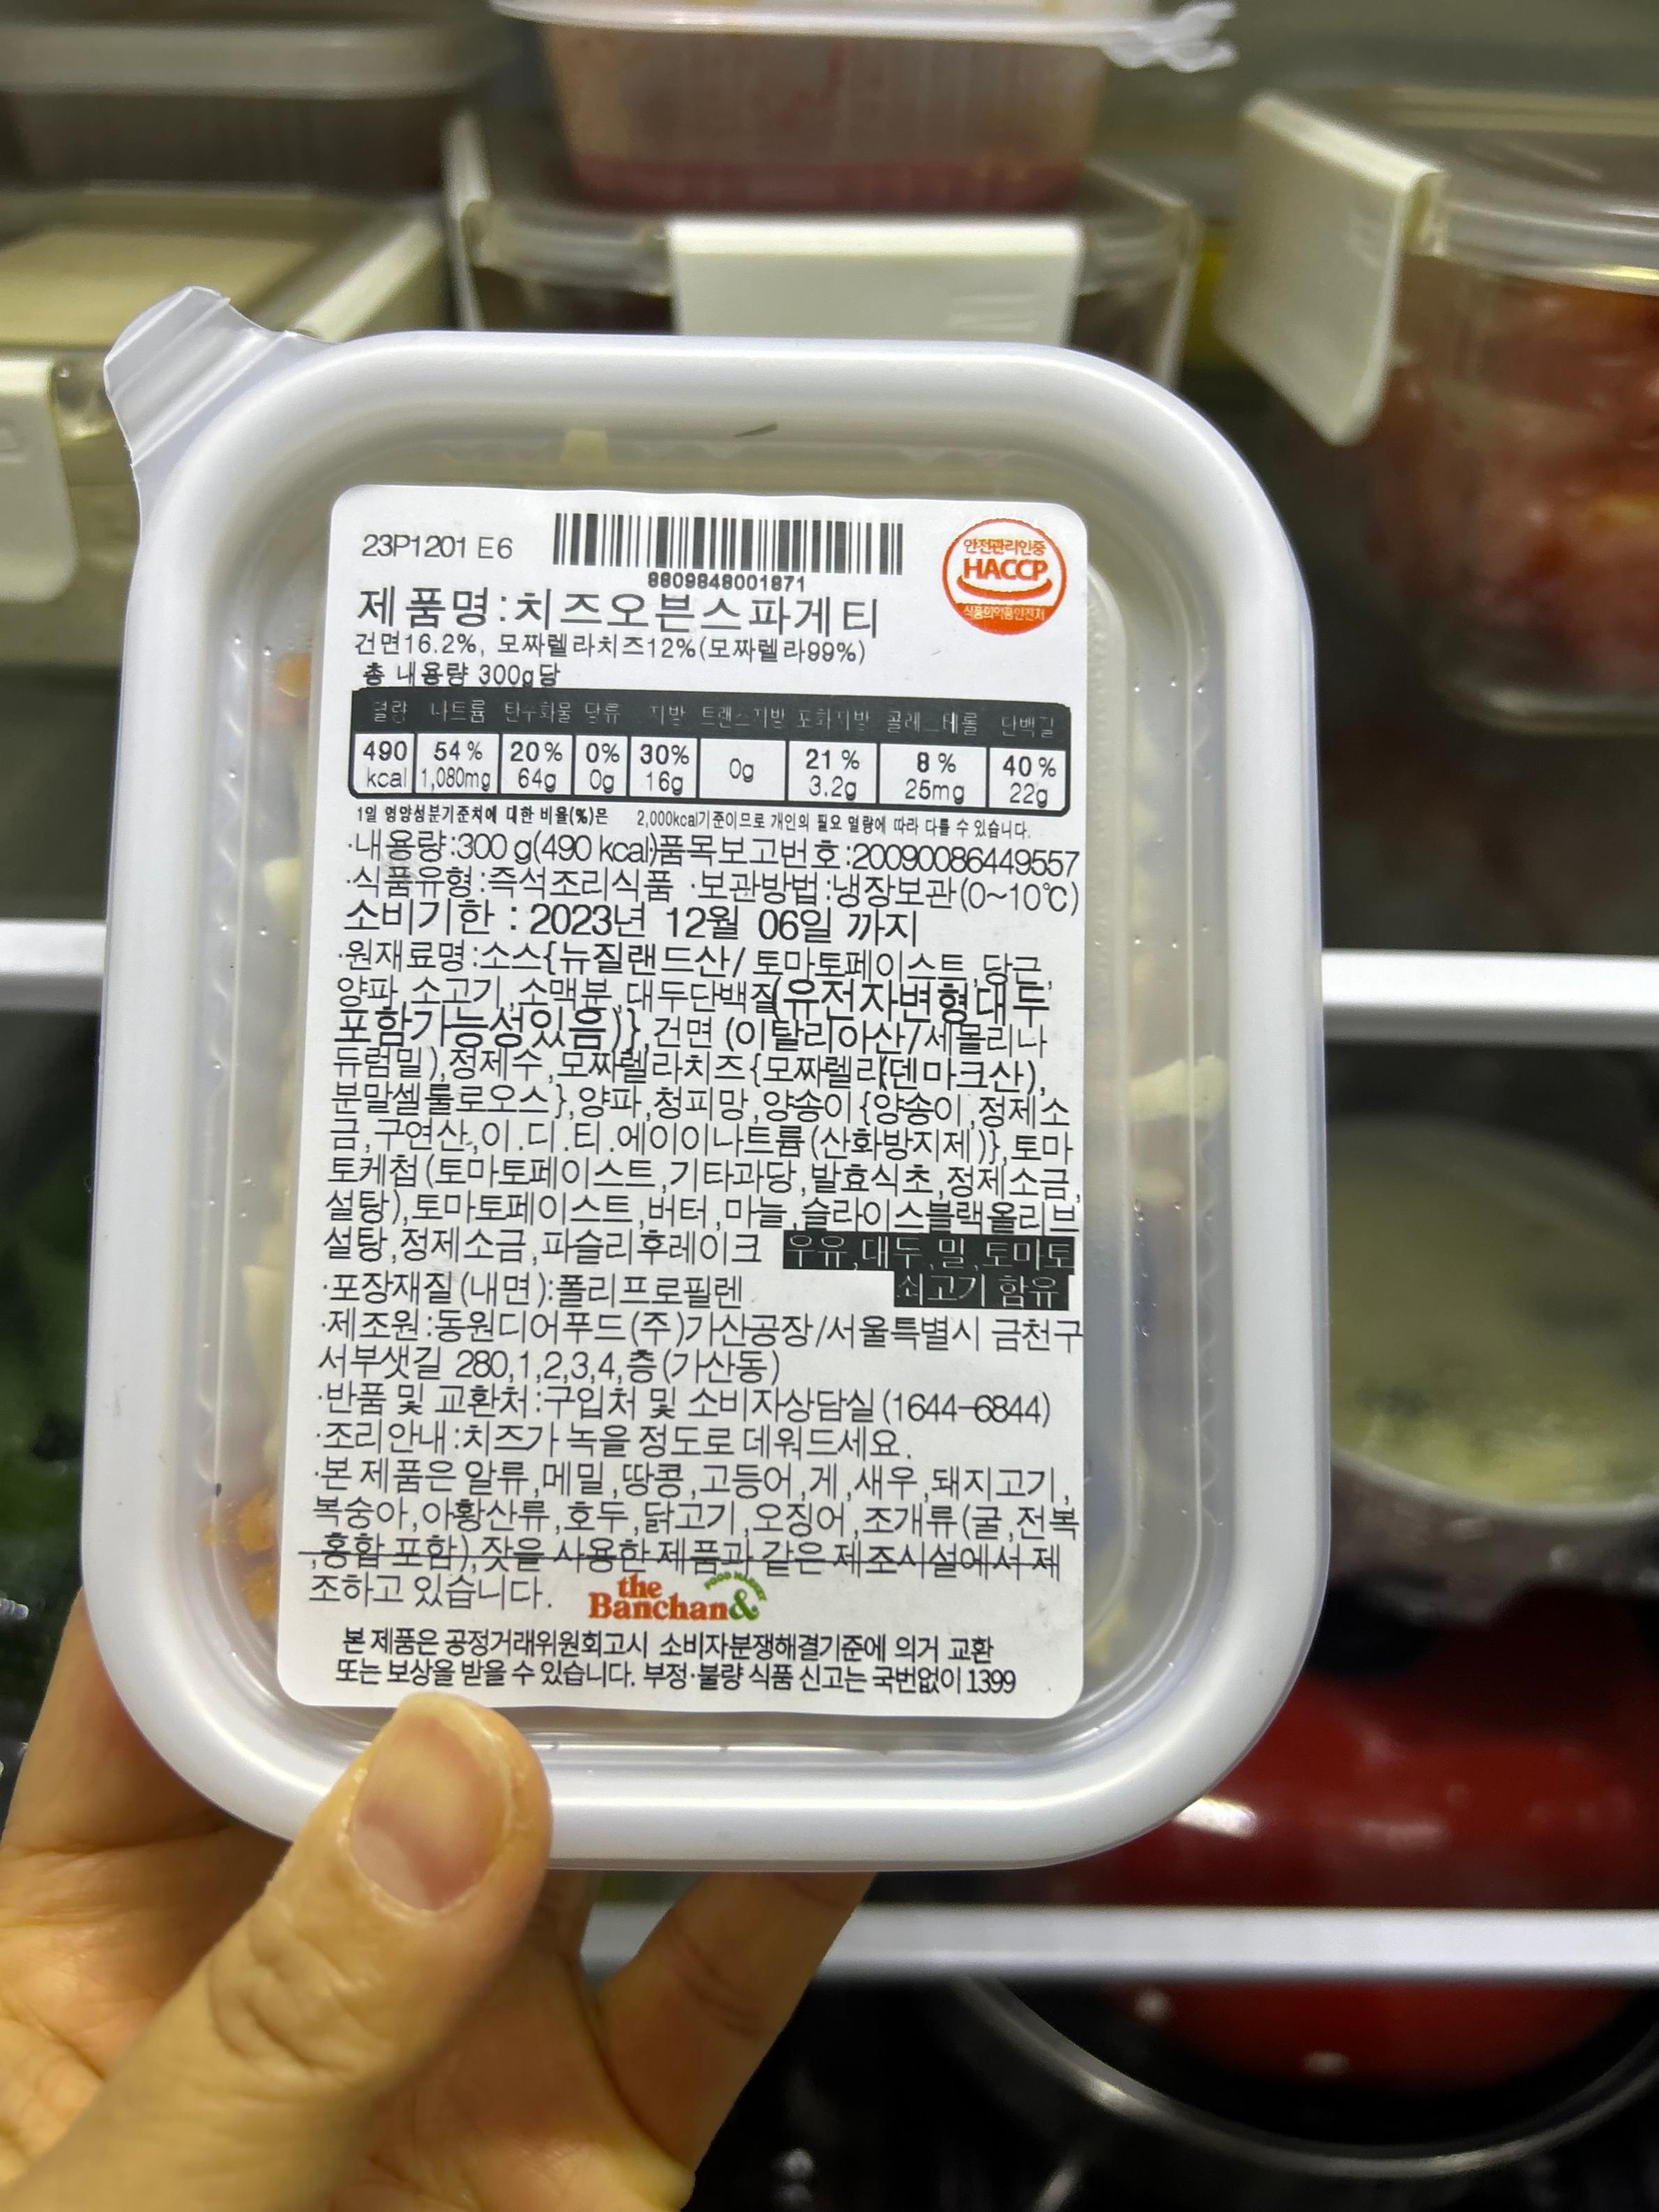 23P1201 E6
8809848001871
안전관리인증
HACCP
식품의약품안전처
제품명:치즈오븐스파게티
건면16.2%, 모짜렐라치즈12%(모짜렐라99%)
총 내용량 300g당
열량 나트륨 탄수화물 당류 지방 트랜스지방 포화지방 콜레스테롤 단백질
490 54% 20% 0% 30% 0g 21% 8% 40%
kcal 1,080mg 64g 0g 16g 3.2g 25mg 22g
1일 영양성분기준치에 대한 비율(%)은 2,000kcal기준이므로 개인의 필요 열량에 따라 다를 수 있습니다.
·내용량:300 g(490 kcal)품목보고번호:20090086449557
·식품유형:즉석조리식품 ·보관방법:냉장보관(0~10℃)
소비기한 : 2023년 12월 06일 까지
·원재료명:소스{뉴질랜드산/토마토페이스트,당근,
양파,소고기,소맥분,대두단백질(유전자변형대두
포함가능성있음)},건면(이탈리아산/세몰리나
듀럼밀),정제수,모짜렐라치즈{모짜렐라(덴마크산),
분말셀룰로오스},양파,청피망,양송이{양송이,정제소
금,구연산,이.디.티.에이이나트륨(산화방지제)},토마
토케첩(토마토페이스트,기타과당,발효식초,정제소금,
설탕),토마토페이스트,버터,마늘,슬라이스블랙올리브
설탕,정제소금,파슬리후레이크 우유,대두,밀,토마토
쇠고기 함유
·포장재질(내면):폴리프로필렌
·제조원:동원디어푸드(주)가산공장/서울특별시 금천구
서부샛길 280,1,2,3,4,층(가산동)
·반품 및 교환처:구입처 및 소비자상담실(1644-6844)
·조리안내:치즈가 녹을 정도로 데워드세요.
·본 제품은 알류,메밀,땅콩,고등어,게,새우,돼지고기,
복숭아,아황산류,호두,닭고기,오징어,조개류(굴,전복
,홍합 포함),잣을 사용한 제품과 같은 제조시설에서 제
조하고 있습니다.
the Banchan& FOOD MARKET
본 제품은 공정거래위원회고시 소비자분쟁해결기준에 의거 교환
또는 보상을 받을 수 있습니다. 부정·불량 식품 신고는 국번없이 1399